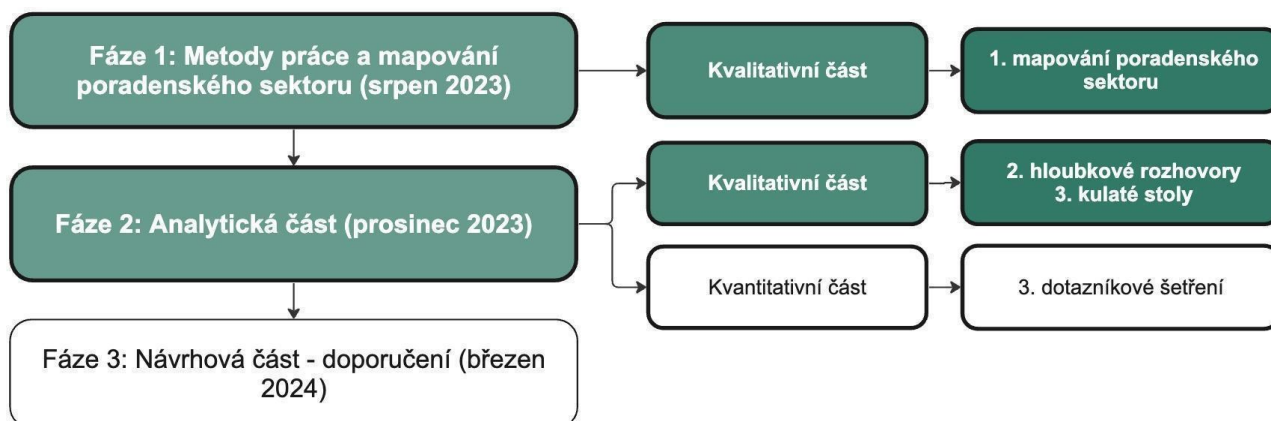 Fáze 1: Metody práce a mapování
poradenského sektoru (srpen 2023)
Kvalitativní část
1. mapování poradenského
sektoru
Fáze 2: Analytická část (prosinec 2023)
Kvalitativní část
2. hloubkové rozhovory
3. kulaté stoly
Kvantitativní část
3. dotazníkové šetření
Fáze 3: Návrhová část - doporučení (březen
2024)